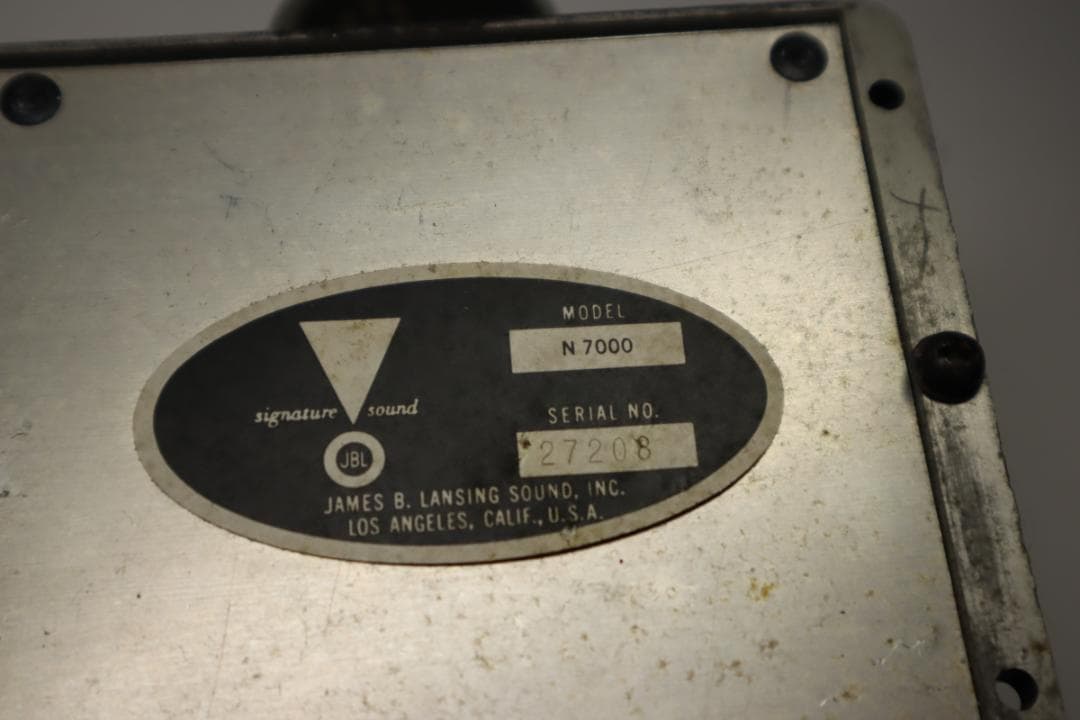 MODEL
N 7000
signature sound
SERIAL NO.
27208
JBL
JAMES B. LANSING SOUND, INC.
LOS ANGELES, CALIF., U.S.A.